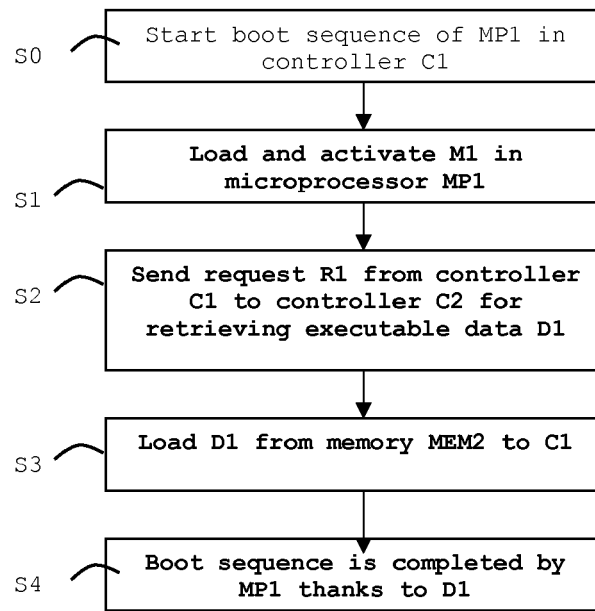 S0
Start boot sequence of MP1 in
controller C1
S1
Load and activate M1 in
microprocessor MP1
S2
Send request R1 from controller
C1 to controller C2 for
retrieving executable data D1
S3
Load D1 from memory MEM2 to C1
S4
Boot sequence is completed by
MP1 thanks to D1